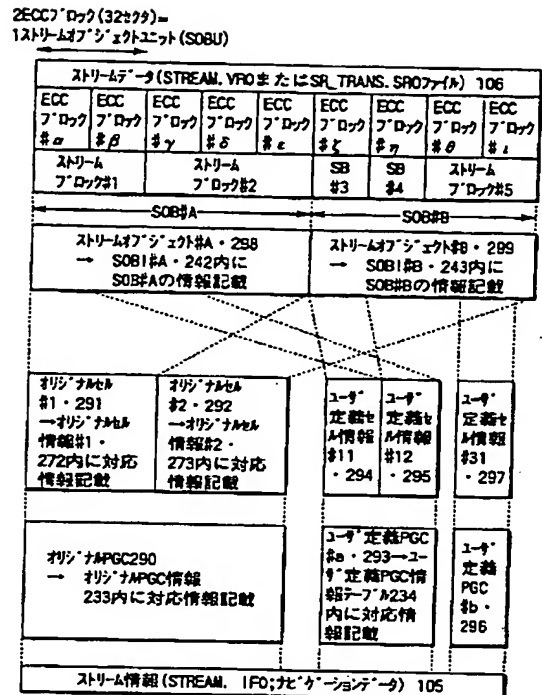 2ECCブロック(32セクタ)=
1ストリームオブジェクトユニット(SOBU)
ストリームデータ(STREAM. VROまたはSR_TRANS. SROファイル) 106
ECC ECC ECC ECC ECC ECC ECC ECC ECC
ブロック ブロック ブロック ブロック ブロック ブロック ブロック ブロック ブロック
#α #β #γ #δ #ε #ζ #η #θ #ι
ストリーム ストリーム SB SB ストリーム
ブロック#1 ブロック#2 #3 #4 ブロック#5
SOB#A SOB#B
ストリームオブジェクト#A・298
→ SOBI#A・242内に
SOB#Aの情報記載
ストリームオブジェクト#B・299
→ SOBI#B・243内に
SOB#Bの情報記載
オリジナルセル
#1・291
→オリジナルセル
情報#1・
272内に対応
情報記載
オリジナルセル
#2・292
→オリジナルセル
情報#2・
273内に対応
情報記載
ユーザ
定義セ
ル情報
#11
・294
ユーザ
定義セ
ル情報
#12
・295
ユーザ
定義セ
ル情報
#31
・297
オリジナルPGC290
→ オリジナルPGC情報
233内に対応情報記載
ユーザ定義PGC
#a・293→ユー
ザ定義PGC情
報テーブル234
内に対応情
報記載
ユーザ
定義
PGC
#b・
296
ストリーム情報(STREAM. IFO;ナビゲーションデータ) 105